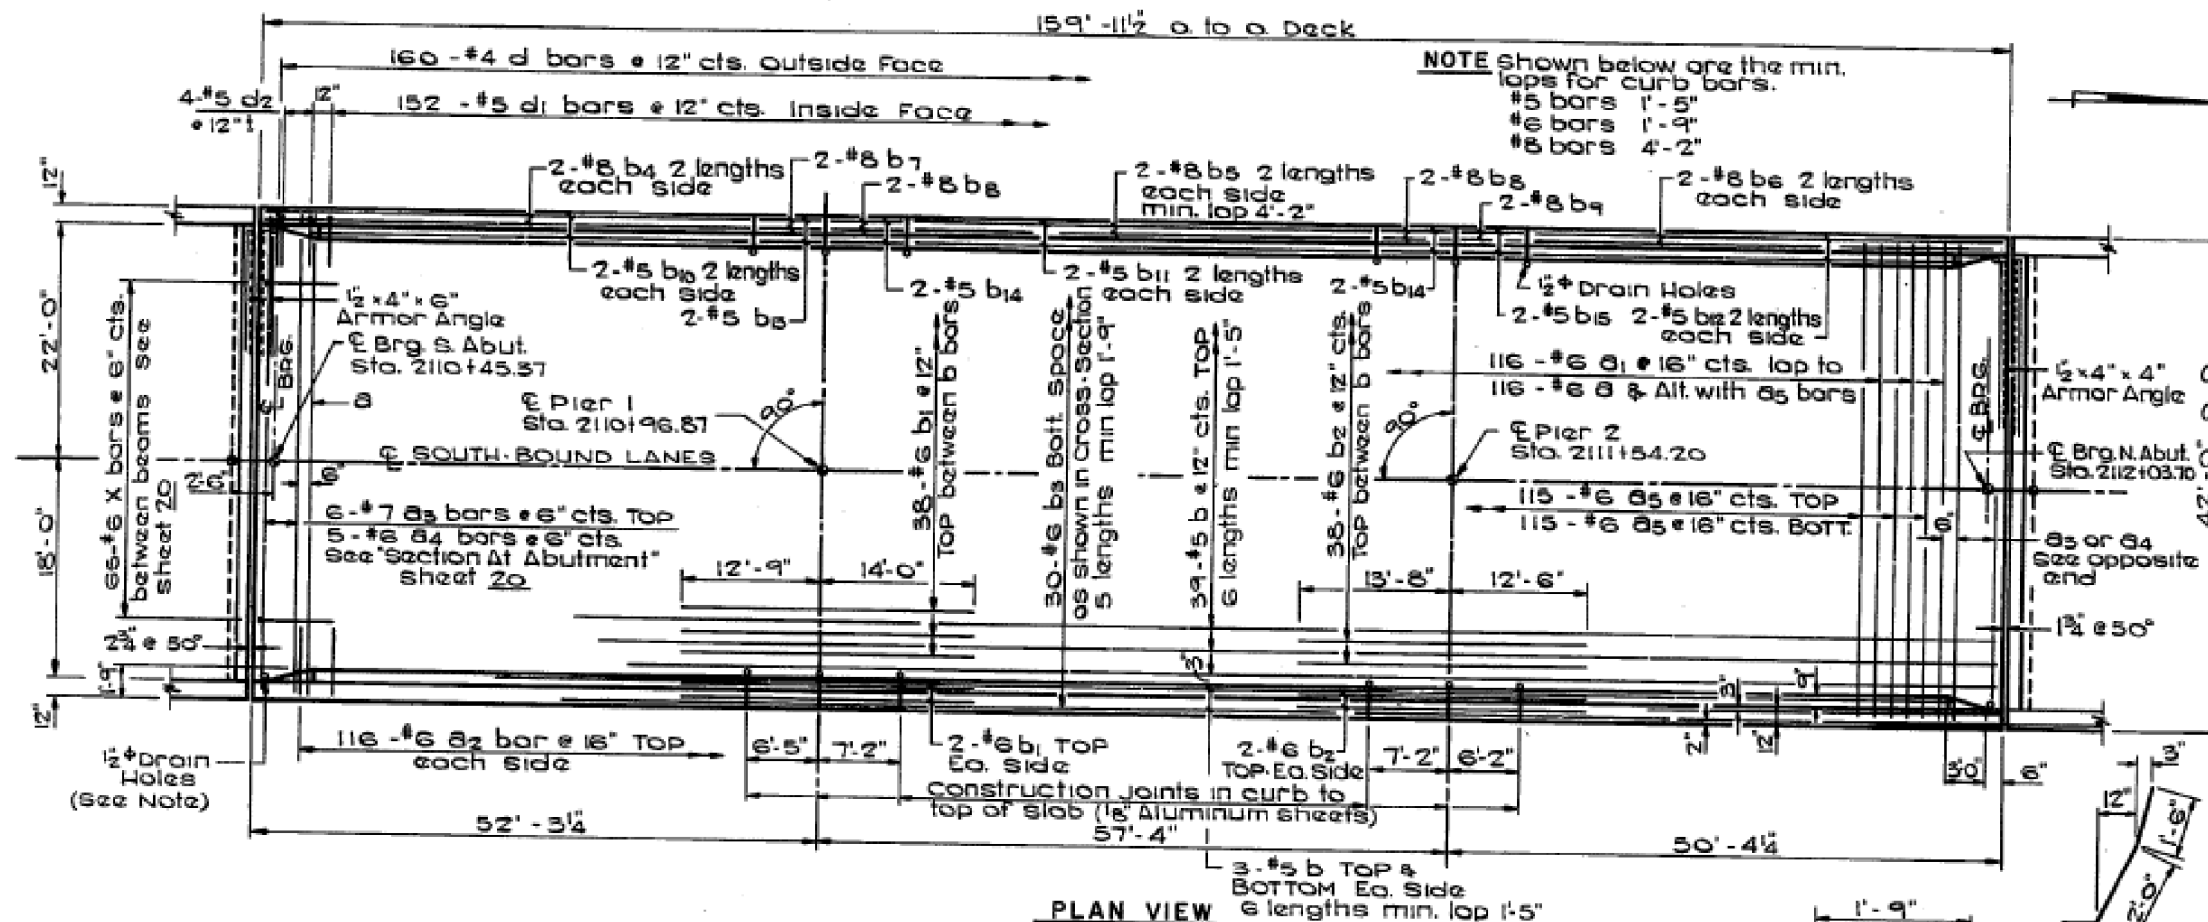 159'-11½" o. to o. Deck
160-#4 d bars @ 12" cts. Outside Face
NOTE Shown below are the min.
laps for curb bars.
#5 bars 1'-5"
#6 bars 1'-9"
#8 bars 4'-2"
4-#5 d2
@ 12"±
12"
152-#5 d1 bars @ 12" cts. Inside Face
12"
2-#8 b4 2 lengths
each side
2-#8 b7
2-#8 b8
2-#8 b5 2 lengths
each side
min. lap 4'-2"
2-#8 b8
2-#8 b9
2-#8 b6 2 lengths
each side
2-#5 b10 2 lengths
each side
2-#5 b13
2-#5 b14
2-#5 b11 2 lengths
each side
2-#5 b14
1½"ϕ Drain Holes
2-#5 b15
2-#5 b12 2 lengths
each side
22'-0"
18'-0"
66-#6 X bars @ 6" cts.
between beams see
sheet 20
½ x 4" x 6"
Armor Angle
℄ BRG.
℄ Brg. S. Abut.
Sta. 2110+45.37
a
℄ Pier 1
Sta. 2110+96.87
90°
℄ SOUTH-BOUND LANES
2'-6"
6"
6-#7 a3 bars @ 6" cts. TOP
5-#6 a4 bars @ 6" cts.
See "Section At Abutment"
sheet 20
12'-9"
14'-0"
38-#6 b1 @ 12"
TOP between b bars
30-#6 b3 Bott. Space
as shown in Cross-Section
5 lengths min lap 1'-9"
39-#5 b @ 12" cts. TOP
6 lengths min lap 1'-5"
38-#6 b2 @ 12" cts.
TOP between b bars
116-#6 a1 @ 16" cts. lap to
116-#6 a & Alt. with a5 bars
90°
℄ Pier 2
Sta. 2111+54.20
115-#6 a5 @ 16" cts. TOP
115-#6 a5 @ 16" cts. BOTT.
13'-8"
12'-6"
℄ BRG.
½ x 4" x 4"
Armor Angle
℄ Brg. N. Abut.
Sta. 2112+03.70
6"
a3 or a4
See opposite
end
42'
2¾ @ 50°
1¾ @ 50°
1'-9"
12"
3"
3"
9"
2"
12"
1½"ϕ Drain
Holes
(See Note)
116-#6 a2 bar @ 16" TOP
each side
6'-5"
7'-2"
2-#6 b1 TOP
Ea. Side
2-#6 b2
TOP-Ea. Side
7'-2"
6'-2"
3'0"
6"
Construction joints in curb to
top of slab (⅛" Aluminum sheets)
52'-3¼"
57'-4"
50'-4¼"
3"
12"
1'-6"
2'-0"
3-#5 b TOP &
BOTTOM Ea. Side
6 lengths min. lap 1'-5"
PLAN VIEW
1'-9"